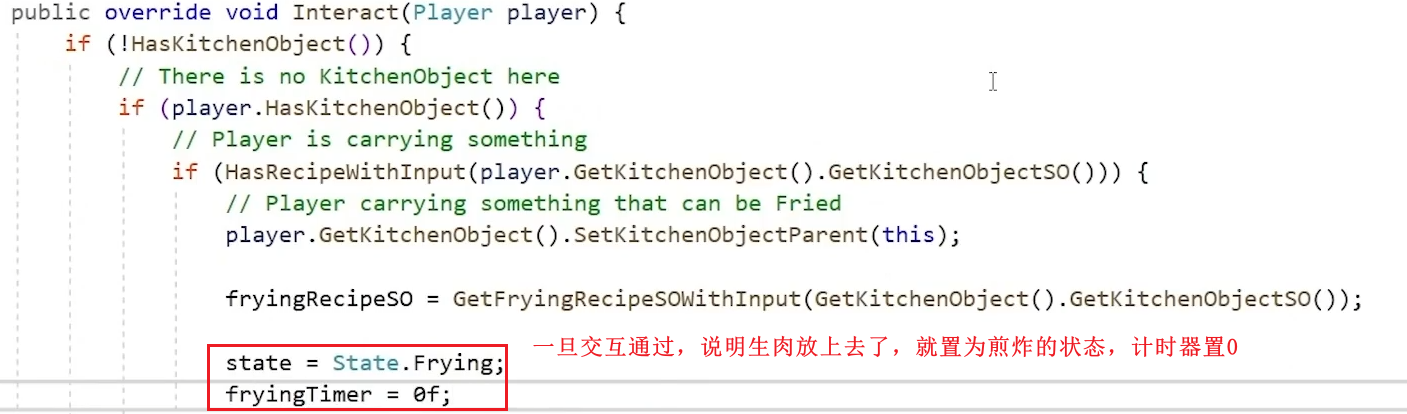 public override void Interact(Player player) {
if (!HasKitchenObject()) {
// There is no KitchenObject here
if (player.HasKitchenObject()) {
// Player is carrying something
if (HasRecipeWithInput(player.GetKitchenObject().GetKitchenObjectSO())) {
// Player carrying something that can be Fried
player.GetKitchenObject().SetKitchenObjectParent(this);
fryingRecipeSO = GetFryingRecipeSOWithInput(GetKitchenObject().GetKitchenObjectSO());
一旦交互通过，说明生肉放上去了，就置为煎炸的状态，计时器置0
state = State.Frying;
fryingTimer = 0f;